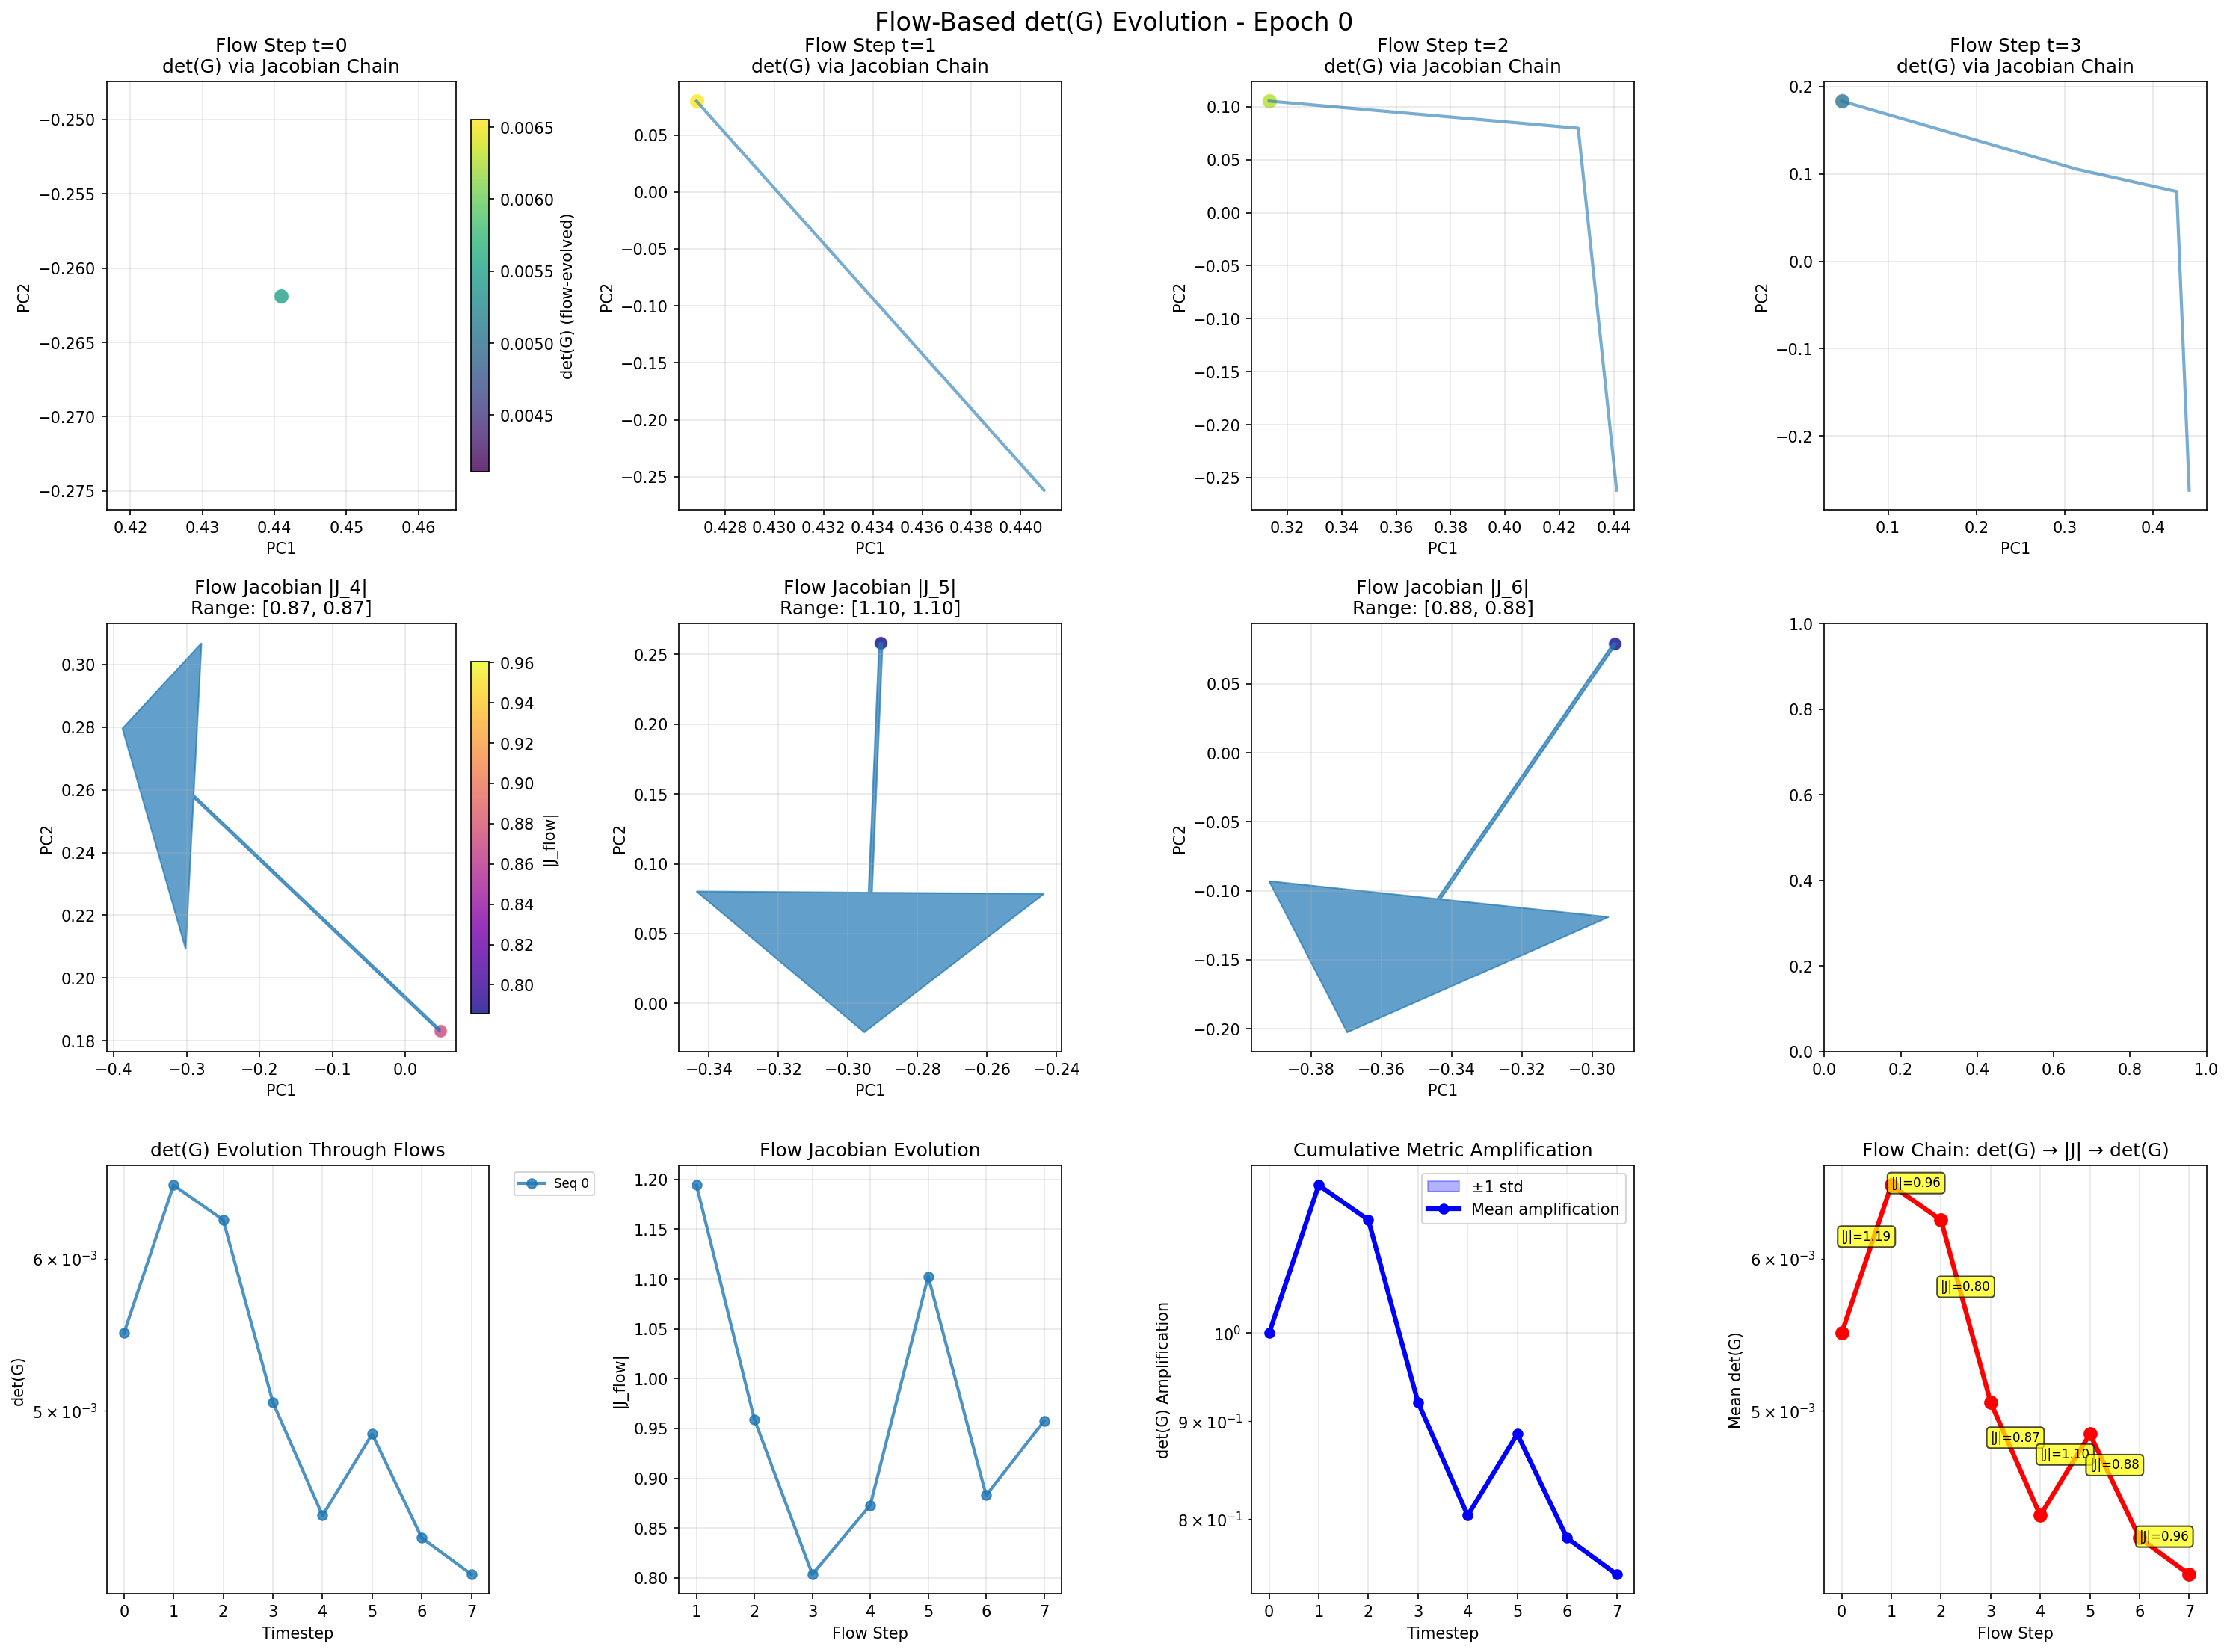 Flow-Based det(G) Evolution - Epoch 0
Flow Step t=0
det(G) via Jacobian Chain
−0.250
−0.255
−0.260
−0.265
−0.270
−0.275
PC2
0.42 0.43 0.44 0.45 0.46
PC1
0.0065
0.0060
0.0055
0.0050
0.0045
det(G) (flow-evolved)
Flow Step t=1
det(G) via Jacobian Chain
0.05
0.00
−0.05
−0.10
−0.15
−0.20
−0.25
PC2
0.428 0.430 0.432 0.434 0.436 0.438 0.440
PC1
Flow Step t=2
det(G) via Jacobian Chain
0.10
0.05
0.00
−0.05
−0.10
−0.15
−0.20
−0.25
PC2
0.32 0.34 0.36 0.38 0.40 0.42 0.44
PC1
Flow Step t=3
det(G) via Jacobian Chain
0.2
0.1
0.0
−0.1
−0.2
PC2
0.1 0.2 0.3 0.4
PC1
Flow Jacobian |J_4|
Range: [0.87, 0.87]
0.30
0.28
0.26
0.24
0.22
0.20
0.18
PC2
−0.4 −0.3 −0.2 −0.1 0.0
PC1
0.96
0.94
0.92
0.90
0.88
0.86
0.84
0.82
0.80
|J_flow|
Flow Jacobian |J_5|
Range: [1.10, 1.10]
0.25
0.20
0.15
0.10
0.05
0.00
PC2
−0.34 −0.32 −0.30 −0.28 −0.26 −0.24
PC1
Flow Jacobian |J_6|
Range: [0.88, 0.88]
0.05
0.00
−0.05
−0.10
−0.15
−0.20
PC2
−0.38 −0.36 −0.34 −0.32 −0.30
PC1
1.0
0.8
0.6
0.4
0.2
0.0
0.0 0.2 0.4 0.6 0.8 1.0
det(G) Evolution Through Flows
6 × 10⁻³
5 × 10⁻³
det(G)
0 1 2 3 4 5 6 7
Timestep
Seq 0
Flow Jacobian Evolution
1.20
1.15
1.10
1.05
1.00
0.95
0.90
0.85
0.80
|J_flow|
1 2 3 4 5 6 7
Flow Step
Cumulative Metric Amplification
±1 std
Mean amplification
10⁰
9 × 10⁻¹
8 × 10⁻¹
det(G) Amplification
0 1 2 3 4 5 6 7
Timestep
Flow Chain: det(G) → |J| → det(G)
|J|=0.96
|J|=1.19
|J|=0.80
|J|=0.87
|J|=1.10
|J|=0.88
|J|=0.96
6 × 10⁻³
5 × 10⁻³
Mean det(G)
0 1 2 3 4 5 6 7
Flow Step